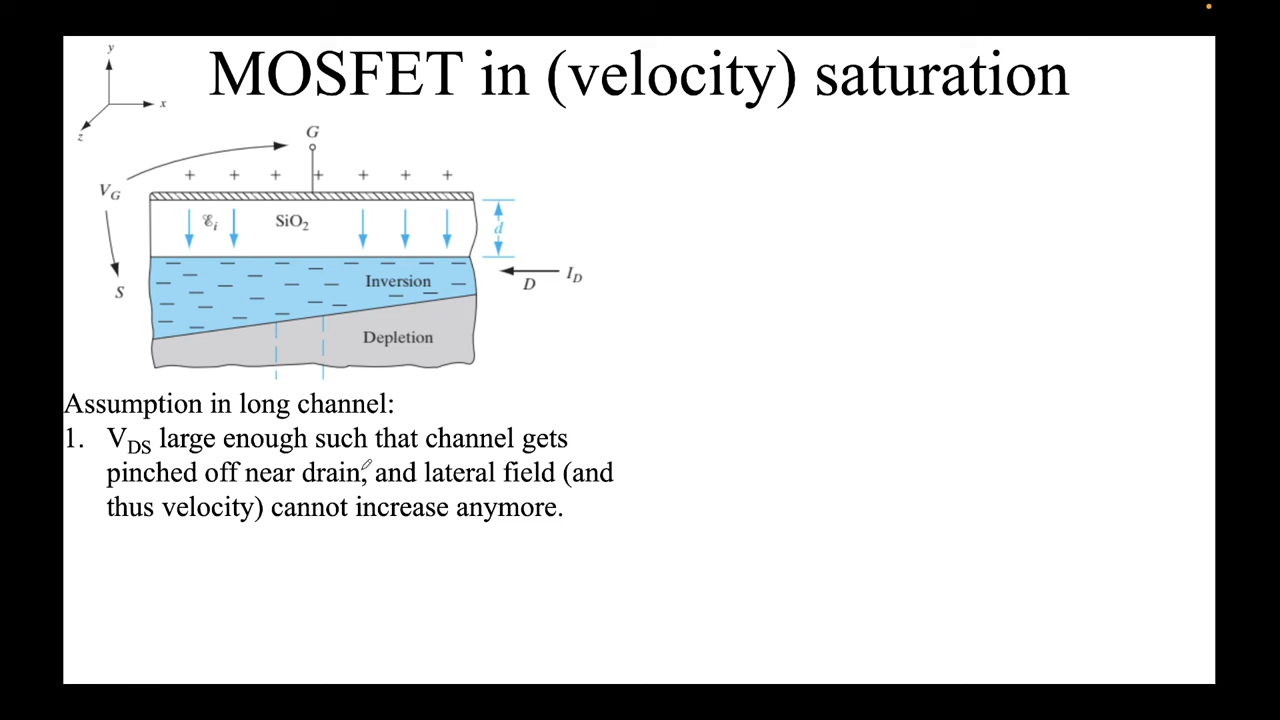 MOSFET in (velocity) saturation
y
x
z
G
+ + + + + + +
V_G
ℰ_i
SiO₂
d
S
Inversion
D
I_D
Depletion
Assumption in long channel:
1. V_DS large enough such that channel gets
pinched off near drain, and lateral field (and
thus velocity) cannot increase anymore.